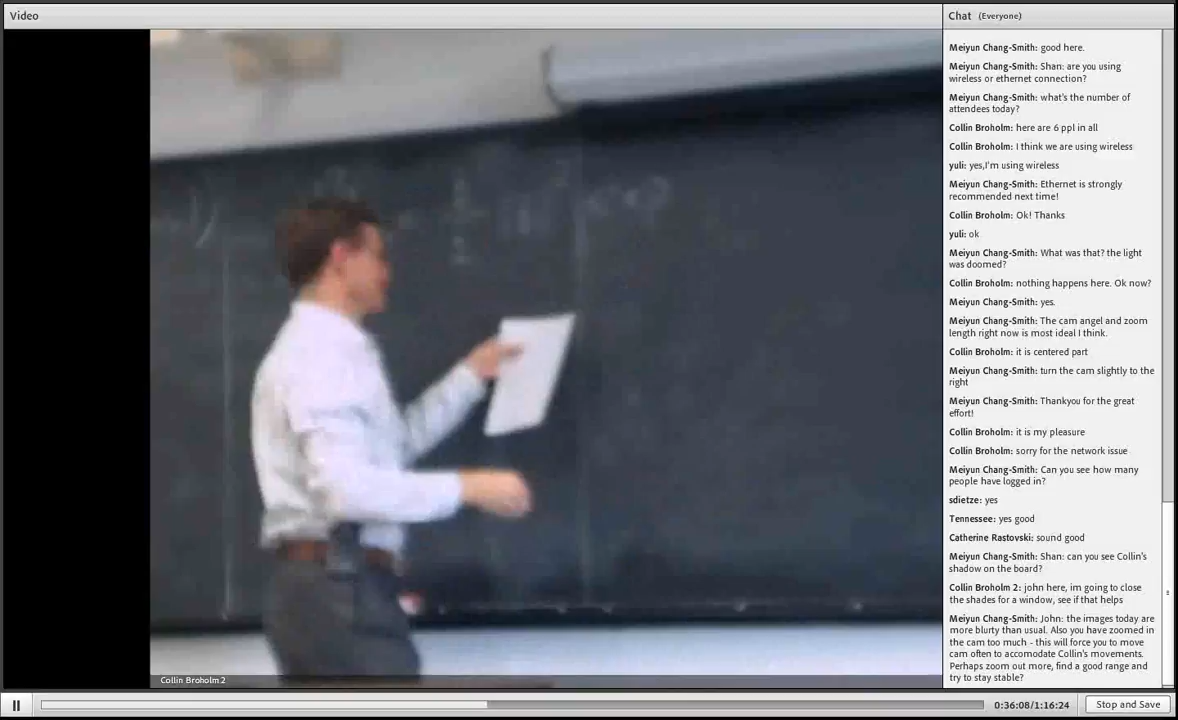 Video
Chat (Everyone)
Meiyun Chang-Smith: good here.
Meiyun Chang-Smith: Shan: are you using
wireless or ethernet connection?
Meiyun Chang-Smith: what's the number of
attendees today?
Collin Broholm: here are 6 ppl in all
Collin Broholm: I think we are using wireless
yuli: yes,I'm using wireless
Meiyun Chang-Smith: Ethernet is strongly
recommended next time!
Collin Broholm: Ok! Thanks
yuli: ok
Meiyun Chang-Smith: What was that? the light
was doomed?
Collin Broholm: nothing happens here. Ok now?
Meiyun Chang-Smith: yes.
Meiyun Chang-Smith: The cam angel and zoom
length right now is most ideal I think.
Collin Broholm: it is centered part
Meiyun Chang-Smith: turn the cam slightly to the
right
Meiyun Chang-Smith: Thankyou for the great
effort!
Collin Broholm: it is my pleasure
Collin Broholm: sorry for the network issue
Meiyun Chang-Smith: Can you see how many
people have logged in?
sdietze: yes
Tennessee: yes good
Catherine Rastovski: sound good
Meiyun Chang-Smith: Shan: can you see Collin's
shadow on the board?
Collin Broholm 2: john here, im going to close
the shades for a window, see if that helps
Meiyun Chang-Smith: John: the images today are
more blurty than usual. Also you have zoomed in
the cam too much - this will force you to move
cam often to accomodate Collin's movements.
Perhaps zoom out more, find a good range and
try to stay stable?
Collin Broholm 2
0:36:08/1:16:24
Stop and Save